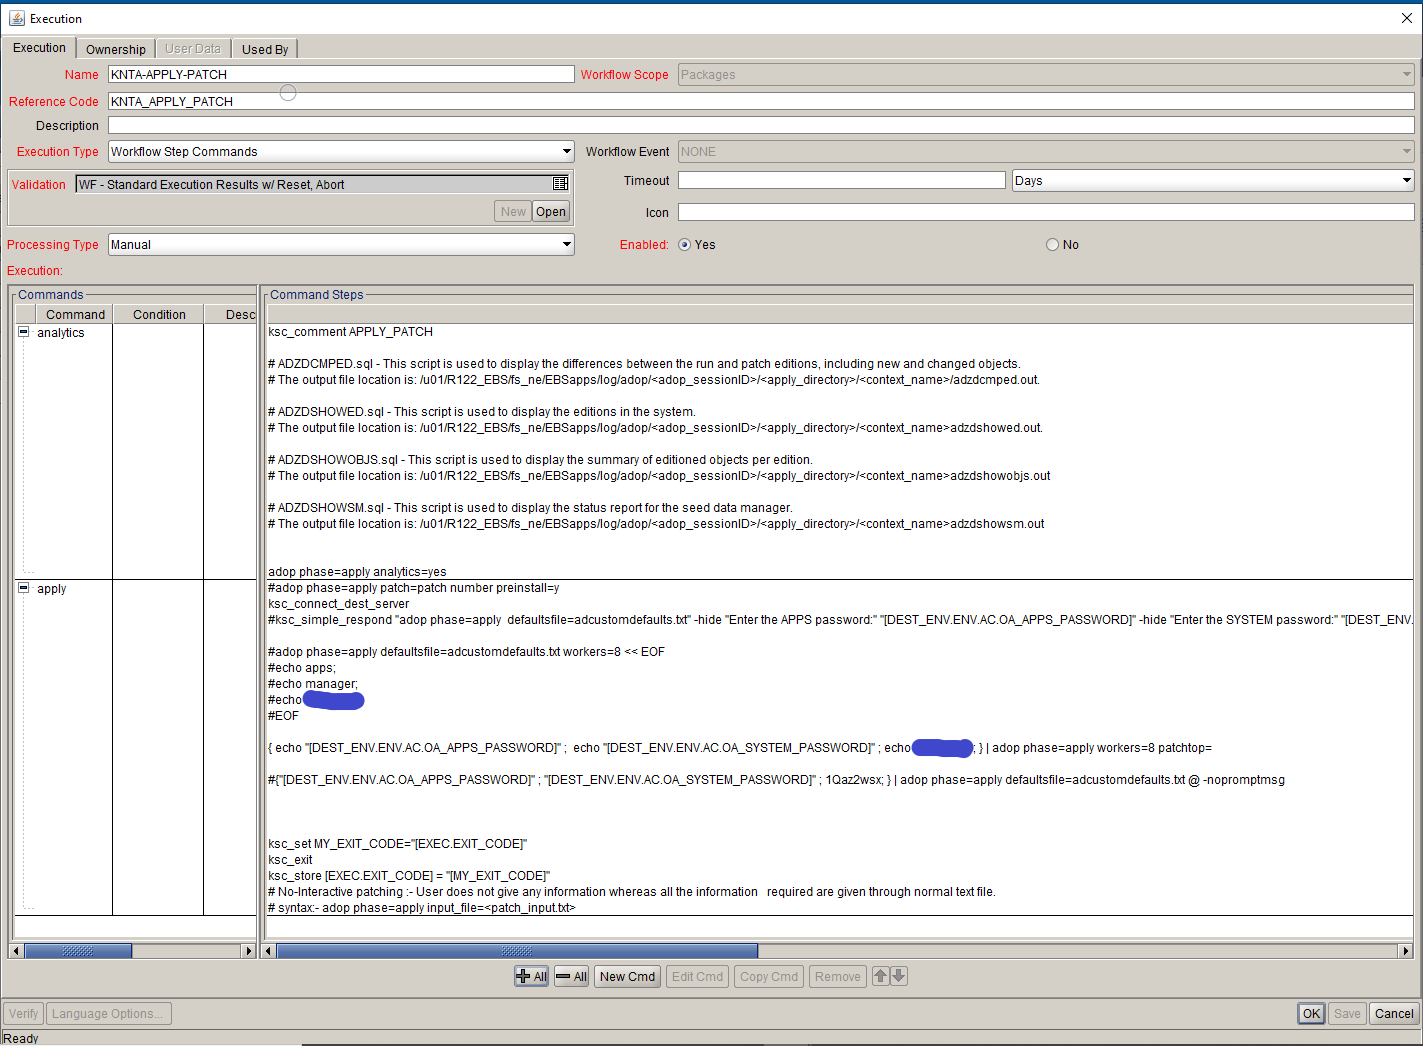 Execution
Execution Ownership User Data Used By
Name KNTA-APPLY-PATCH Workflow Scope Packages
Reference Code KNTA_APPLY_PATCH
Description
Execution Type Workflow Step Commands Workflow Event NONE
Validation WF - Standard Execution Results w/ Reset, Abort Timeout Days
New Open Icon
Processing Type Manual Enabled: Yes No
Execution:
Commands Command Steps
Command Condition Desc
analytics ksc_comment APPLY_PATCH
# ADZDCMPED.sql - This script is used to display the differences between the run and patch editions, including new and changed objects.
# The output file location is: /u01/R122_EBS/fs_ne/EBSapps/log/adop/<adop_sessionID>/<apply_directory>/<context_name>/adzdcmped.out.
# ADZDSHOWED.sql - This script is used to display the editions in the system.
# The output file location is: /u01/R122_EBS/fs_ne/EBSapps/log/adop/<adop_sessionID>/<apply_directory>/<context_name>adzdshowed.out.
# ADZDSHOWOBJS.sql - This script is used to display the summary of editioned objects per edition.
# The output file location is: /u01/R122_EBS/fs_ne/EBSapps/log/adop/<adop_sessionID>/<apply_directory>/<context_name>adzdshowobjs.out
# ADZDSHOWSM.sql - This script is used to display the status report for the seed data manager.
# The output file location is: /u01/R122_EBS/fs_ne/EBSapps/log/adop/<adop_sessionID>/<apply_directory>/<context_name>adzdshowsm.out
adop phase=apply analytics=yes
apply #adop phase=apply patch=patch number preinstall=y
ksc_connect_dest_server
#ksc_simple_respond "adop phase=apply  defaultsfile=adcustomdefaults.txt" -hide "Enter the APPS password:" "[DEST_ENV.ENV.AC.OA_APPS_PASSWORD]" -hide "Enter the SYSTEM password:" "[DEST_ENV.
#adop phase=apply defaultsfile=adcustomdefaults.txt workers=8 << EOF
#echo apps;
#echo manager;
#echo
#EOF
{ echo "[DEST_ENV.ENV.AC.OA_APPS_PASSWORD]" ;  echo "[DEST_ENV.ENV.AC.OA_SYSTEM_PASSWORD]" ; echo ; } | adop phase=apply workers=8 patchtop=
#{"[DEST_ENV.ENV.AC.OA_APPS_PASSWORD]" ; "[DEST_ENV.ENV.AC.OA_SYSTEM_PASSWORD]" ; 1Qaz2wsx; } | adop phase=apply defaultsfile=adcustomdefaults.txt @ -nopromptmsg
ksc_set MY_EXIT_CODE="[EXEC.EXIT_CODE]"
ksc_exit
ksc_store [EXEC.EXIT_CODE] = "[MY_EXIT_CODE]"
# No-Interactive patching :- User does not give any information whereas all the information   required are given through normal text file.
# syntax:- adop phase=apply input_file=<patch_input.txt>
All All New Cmd Edit Cmd Copy Cmd Remove
Verify Language Options... OK Save Cancel
Ready